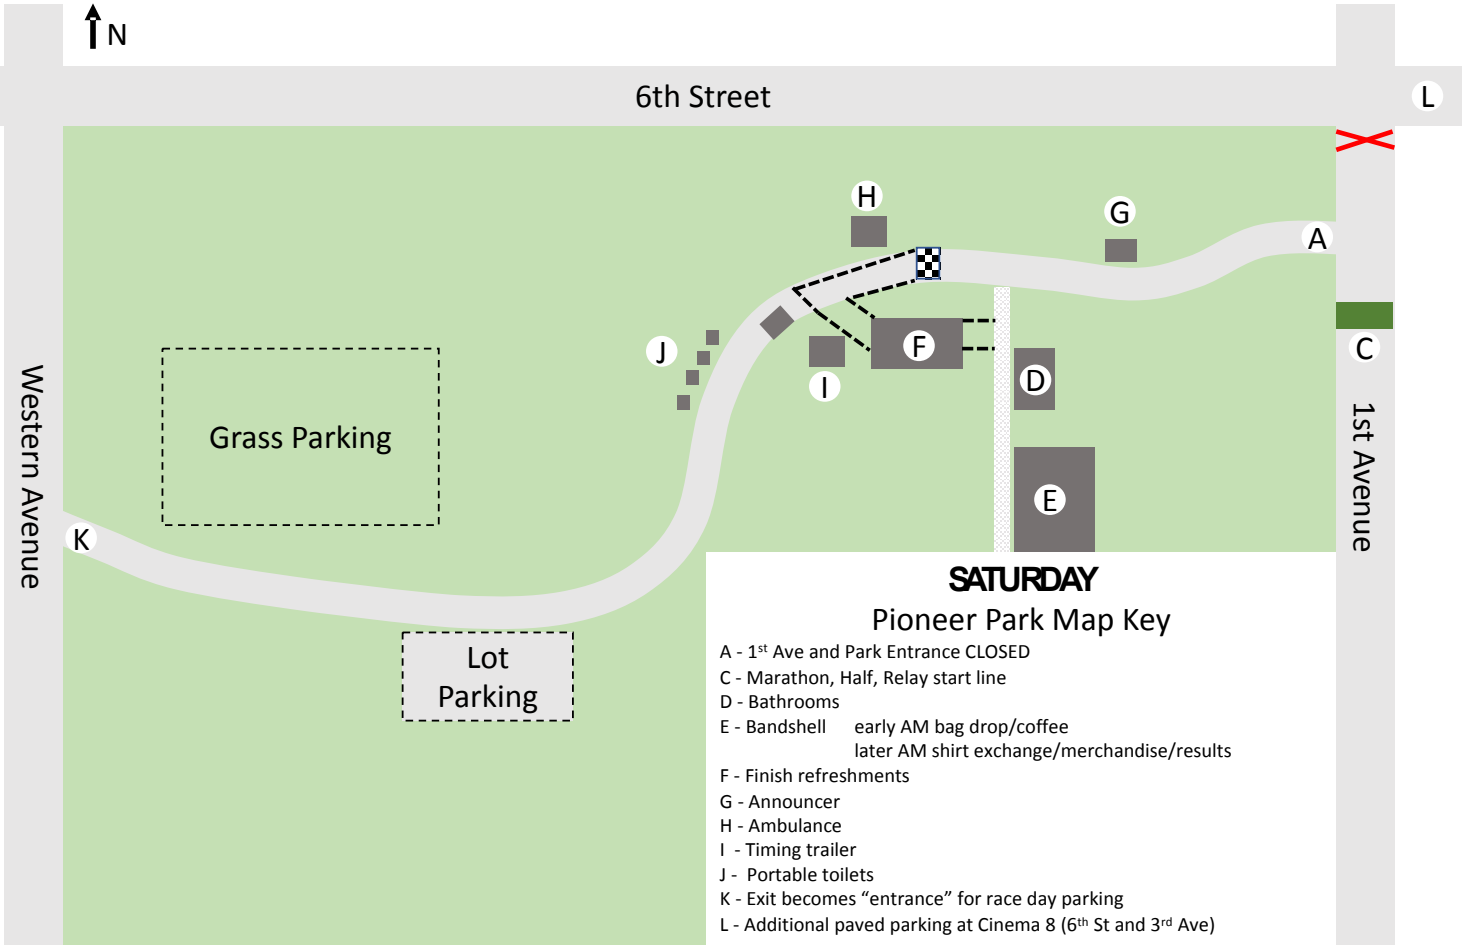 N
6th Street
L
H
G
A
J
F
I
D
C
Western Avenue
Grass Parking
1st Avenue
E
K
Lot
Parking
SATURDAY
Pioneer Park Map Key
A - 1st Ave and Park Entrance CLOSED
C - Marathon, Half, Relay start line
D - Bathrooms
E - Bandshell early AM bag drop/coffee
later AM shirt exchange/merchandise/results
F - Finish refreshments
G - Announcer
H - Ambulance
I - Timing trailer
J - Portable toilets
K - Exit becomes “entrance” for race day parking
L - Additional paved parking at Cinema 8 (6th St and 3rd Ave)